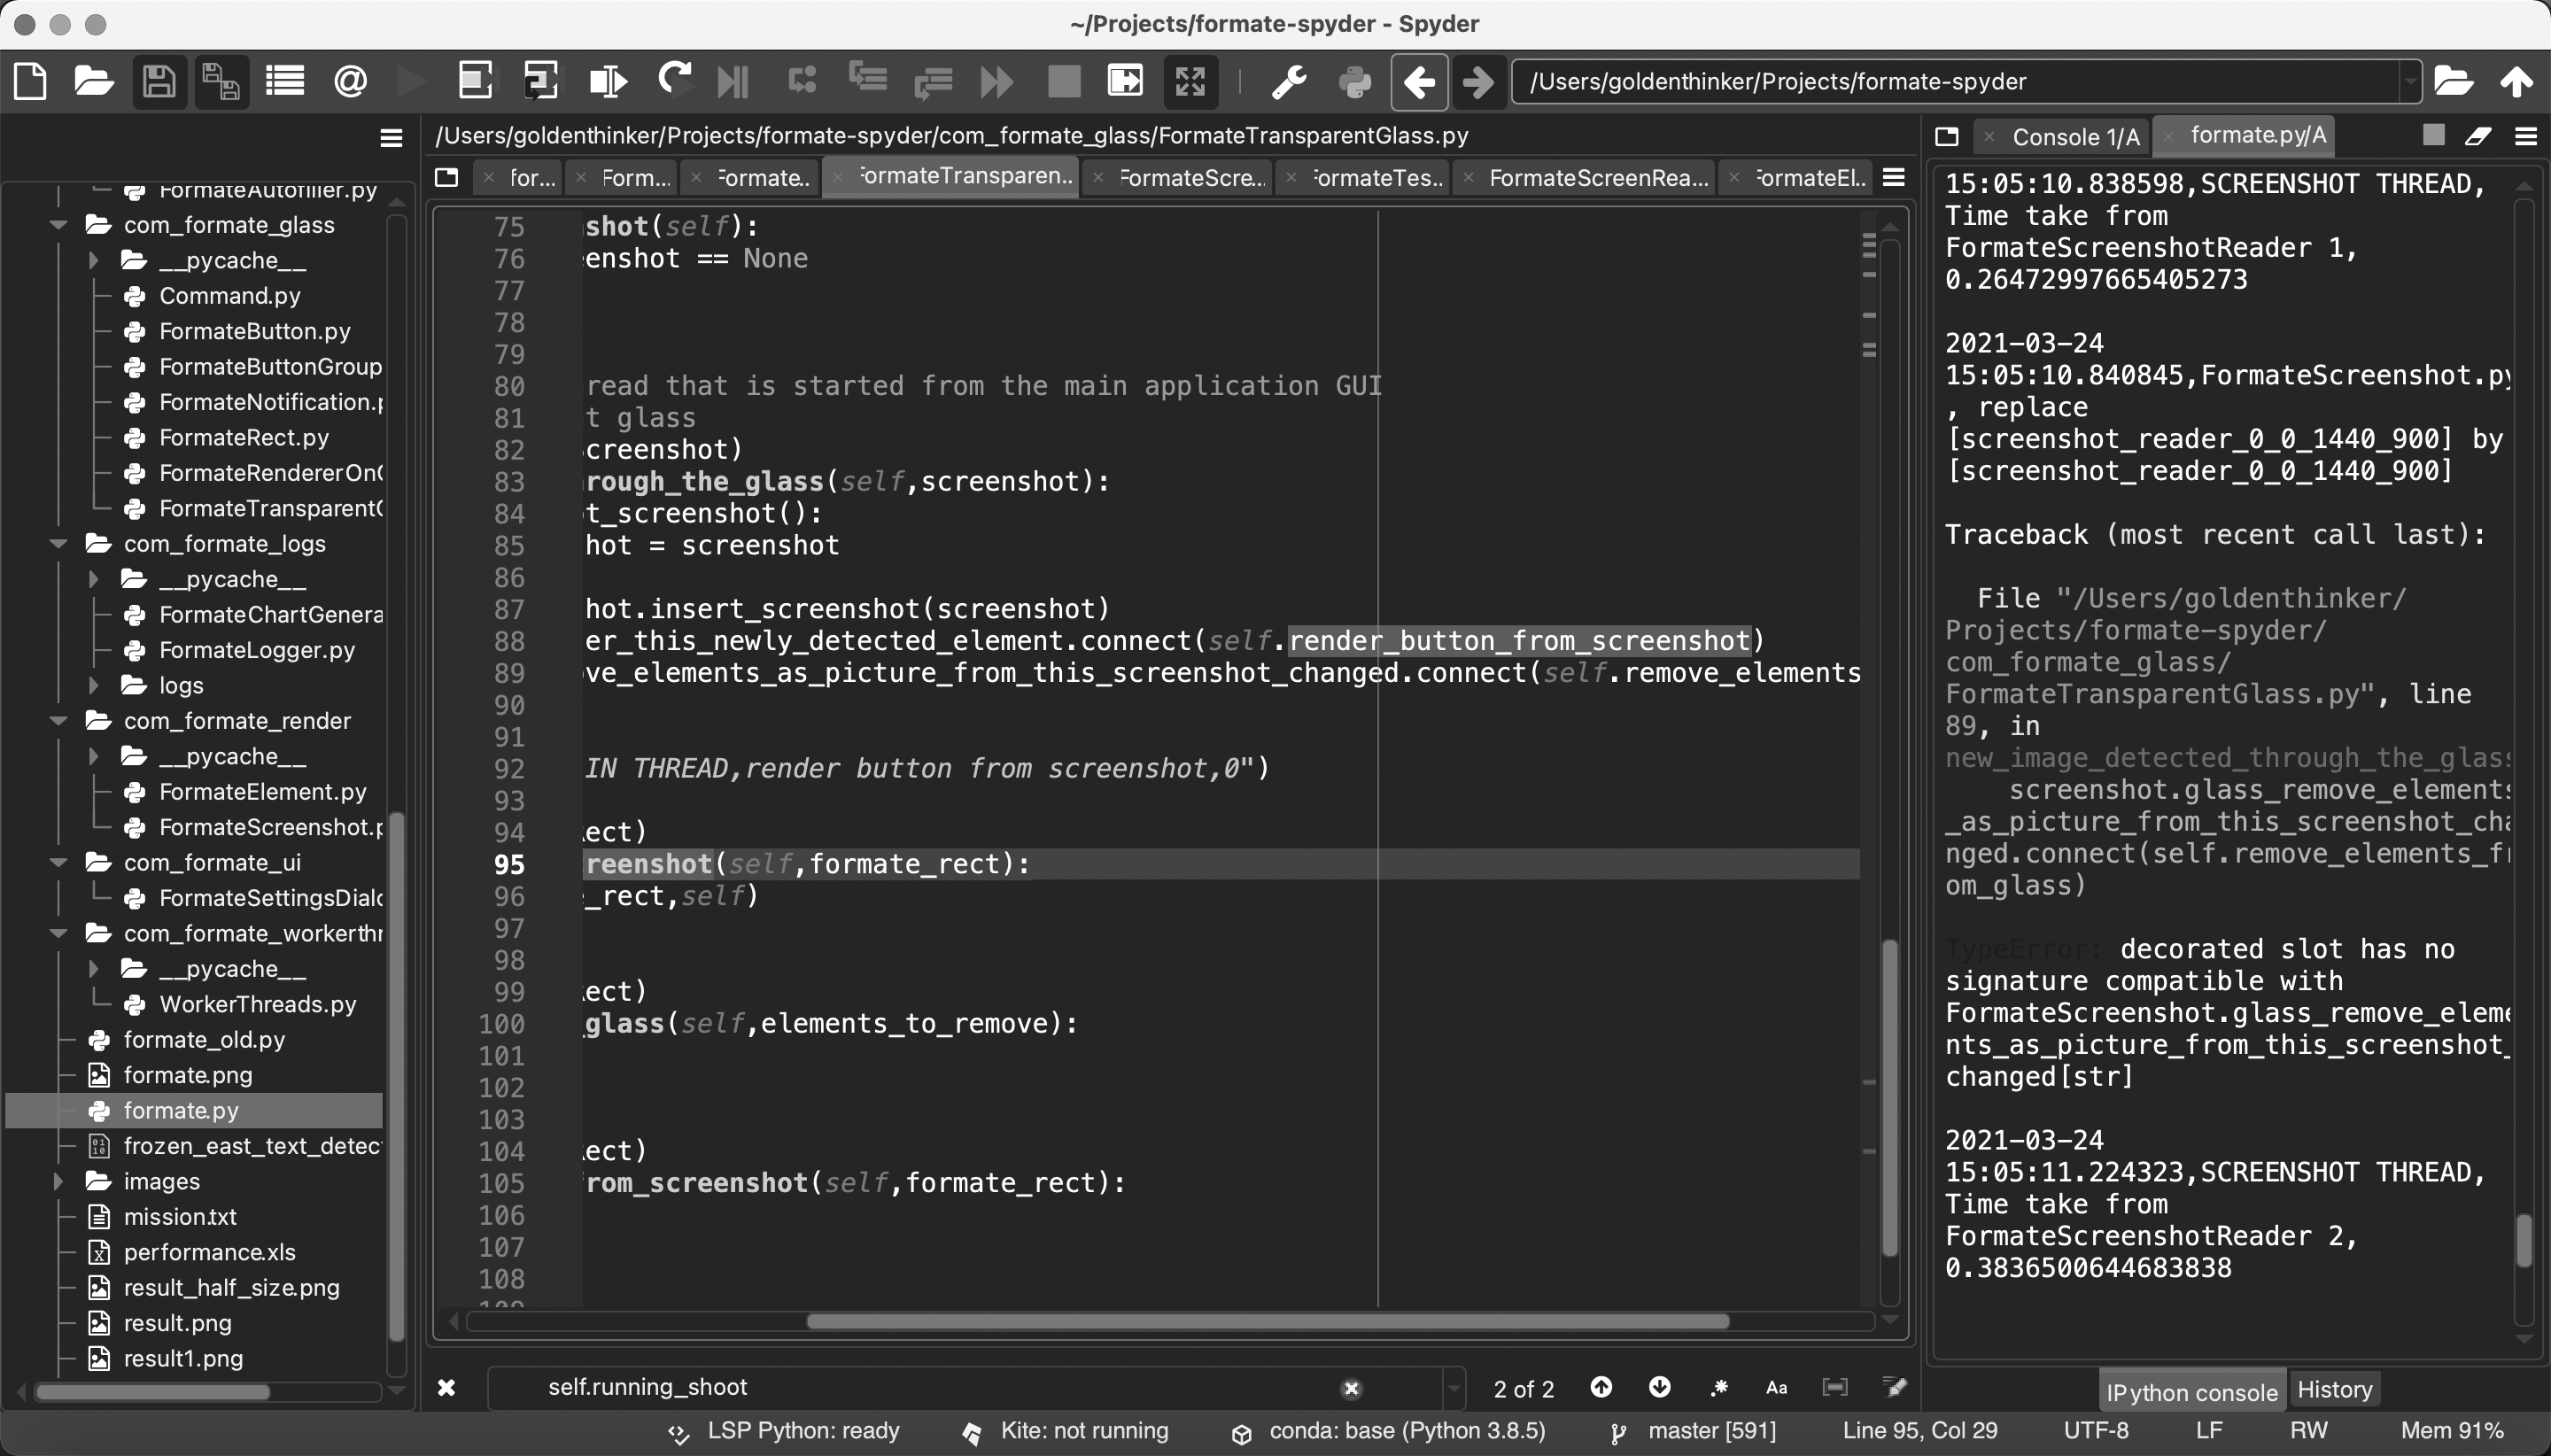 ~/Projects/formate-spyder - Spyder
/Users/goldenthinker/Projects/formate-spyder
/Users/goldenthinker/Projects/formate-spyder/com_formate_glass/FormateTransparentGlass.py
Console 1/A
formate.py/A
for...
Form...
Formate..
FormateTransparen..
FormateScre...
FormateTes..
FormateScreenRea...
FormateEl..
FormateAutofiller.py
com_formate_glass
__pycache__
Command.py
FormateButton.py
FormateButtonGroup
FormateNotification.p
FormateRect.py
FormateRendererOnG
FormateTransparentG
com_formate_logs
__pycache__
FormateChartGenera
FormateLogger.py
logs
com_formate_render
__pycache__
FormateElement.py
FormateScreenshot.p
com_formate_ui
FormateSettingsDialo
com_formate_workerthr
__pycache__
WorkerThreads.py
formate_old.py
formate.png
formate.py
frozen_east_text_detect
images
mission.txt
performance.xls
result_half_size.png
result.png
result1.png
75 shot(self):
76 enshot == None
77
78
79
80 read that is started from the main application GUI
81 t glass
82 creenshot)
83 rough_the_glass(self,screenshot):
84 t_screenshot():
85 hot = screenshot
86
87 hot.insert_screenshot(screenshot)
88 er_this_newly_detected_element.connect(self.render_button_from_screenshot)
89 ve_elements_as_picture_from_this_screenshot_changed.connect(self.remove_elements
90
91
92 IN THREAD,render button from screenshot,0")
93
94 ect)
95 reenshot(self,formate_rect):
96 _rect,self)
97
98
99 ect)
100 _glass(self,elements_to_remove):
101
102
103
104 ect)
105 rom_screenshot(self,formate_rect):
106
107
108
109
15:05:10.838598,SCREENSHOT THREAD,
Time take from
FormateScreenshotReader 1,
0.26472997665405273
2021-03-24
15:05:10.840845,FormateScreenshot.py
, replace
[screenshot_reader_0_0_1440_900] by
[screenshot_reader_0_0_1440_900]
Traceback (most recent call last):
File "/Users/goldenthinker/
Projects/formate-spyder/
com_formate_glass/
FormateTransparentGlass.py", line
89, in
new_image_detected_through_the_glass
screenshot.glass_remove_elements
_as_picture_from_this_screenshot_cha
nged.connect(self.remove_elements_fr
om_glass)
TypeError: decorated slot has no
signature compatible with
FormateScreenshot.glass_remove_eleme
nts_as_picture_from_this_screenshot_
changed[str]
2021-03-24
15:05:11.224323,SCREENSHOT THREAD,
Time take from
FormateScreenshotReader 2,
0.3836500644683838
self.running_shoot
2 of 2
Aa
IPython console
History
LSP Python: ready
Kite: not running
conda: base (Python 3.8.5)
master [591]
Line 95, Col 29
UTF-8
LF
RW
Mem 91%